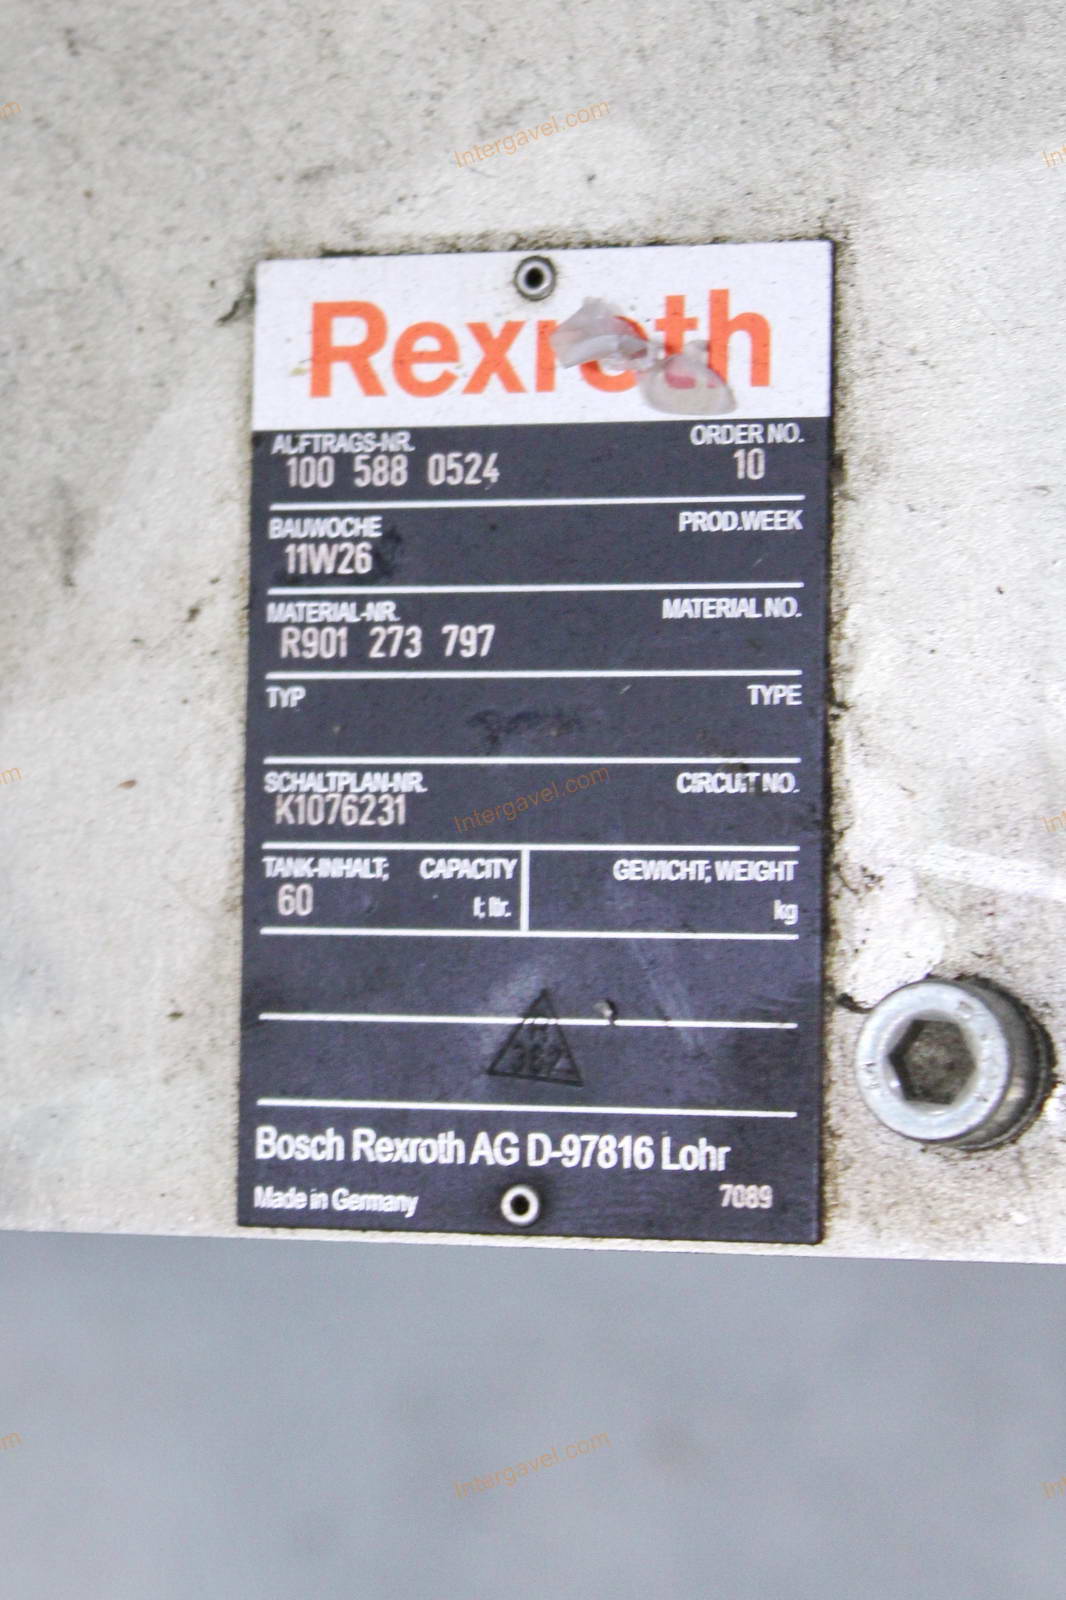 Intergavel.com
Rexroth
AUFTRAGS-NR. ORDER NO.
100 588 0524 10
BAUWOCHE PROD.WEEK
11W26
MATERIAL-NR. MATERIAL NO.
R901 273 797
TYP TYPE
SCHALTPLAN-NR. CIRCUIT NO.
K1076231
Intergavel.com
TANK-INHALT; CAPACITY GEWICHT; WEIGHT
60 l; ltr. kg
Bosch Rexroth AG D-97816 Lohr
Made in Germany 7089
Intergavel.com